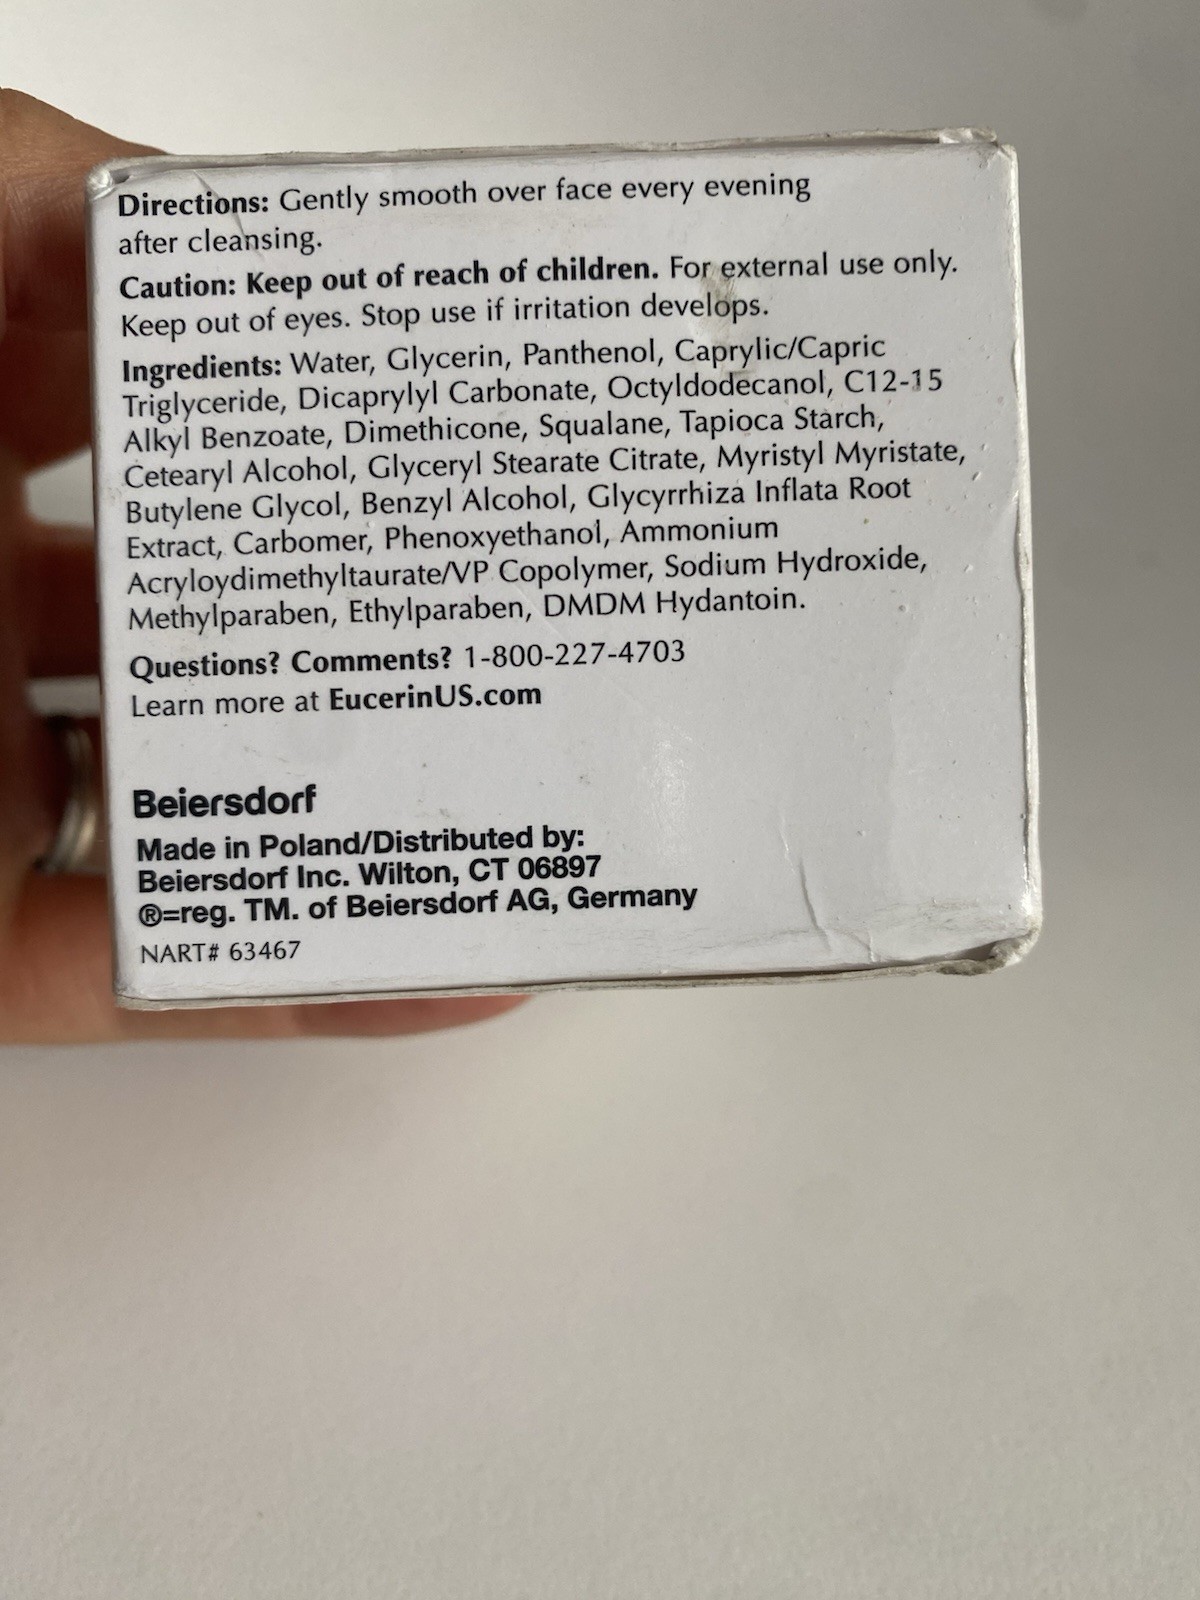 Directions: Gently smooth over face every evening
after cleansing.
Caution: Keep out of reach of children. For external use only.
Keep out of eyes. Stop use if irritation develops.
Ingredients: Water, Glycerin, Panthenol, Caprylic/Capric
Triglyceride, Dicaprylyl Carbonate, Octyldodecanol, C12-15
Alkyl Benzoate, Dimethicone, Squalane, Tapioca Starch,
Cetearyl Alcohol, Glyceryl Stearate Citrate, Myristyl Myristate,
Butylene Glycol, Benzyl Alcohol, Glycyrrhiza Inflata Root
Extract, Carbomer, Phenoxyethanol, Ammonium
Acryloydimethyltaurate/VP Copolymer, Sodium Hydroxide,
Methylparaben, Ethylparaben, DMDM Hydantoin.
Questions? Comments? 1-800-227-4703
Learn more at EucerinUS.com
Beiersdorf
Made in Poland/Distributed by:
Beiersdorf Inc. Wilton, CT 06897
®=reg. TM. of Beiersdorf AG, Germany
NART# 63467